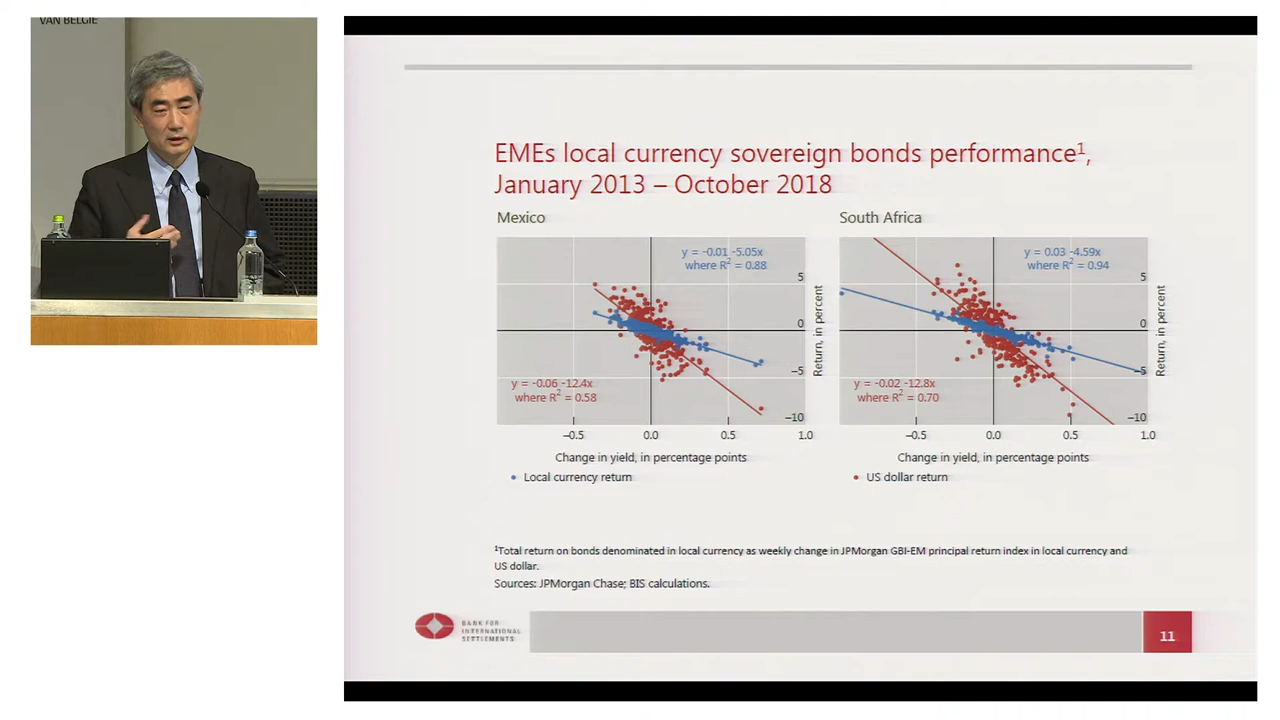 VAN BELGIE
EMEs local currency sovereign bonds performance¹,
January 2013 – October 2018
Mexico
South Africa
y = -0.01 -5.05x
where R² = 0.88
y = -0.06 -12.4x
where R² = 0.58
5
0
–5
–10
Return, in percent
–0.5
0.0
0.5
1.0
Change in yield, in percentage points
y = 0.03 -4.59x
where R² = 0.94
y = -0.02 -12.8x
where R² = 0.70
5
0
–5
–10
Return, in percent
–0.5
0.0
0.5
1.0
Change in yield, in percentage points
Local currency return
US dollar return
¹Total return on bonds denominated in local currency as weekly change in JPMorgan GBI-EM principal return index in local currency and
US dollar.
Sources: JPMorgan Chase; BIS calculations.
BANK FOR
INTERNATIONAL
SETTLEMENTS
11